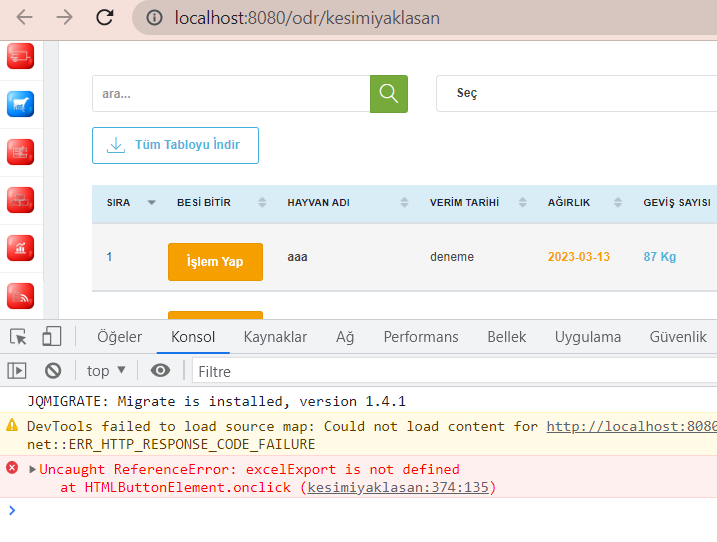 localhost:8080/odr/kesimiyaklasan
ara...
Seç
Tüm Tabloyu İndir
SIRA BESİ BİTİR HAYVAN ADI VERİM TARİHİ AĞIRLIK GEVİŞ SAYISI
1 İşlem Yap aaa deneme 2023-03-13 87 Kg
Öğeler Konsol Kaynaklar Ağ Performans Bellek Uygulama Güvenlik
top Filtre
JQMIGRATE: Migrate is installed, version 1.4.1
DevTools failed to load source map: Could not load content for http://localhost:8080
net::ERR_HTTP_RESPONSE_CODE_FAILURE
Uncaught ReferenceError: excelExport is not defined
at HTMLButtonElement.onclick (kesimiyaklasan:374:135)